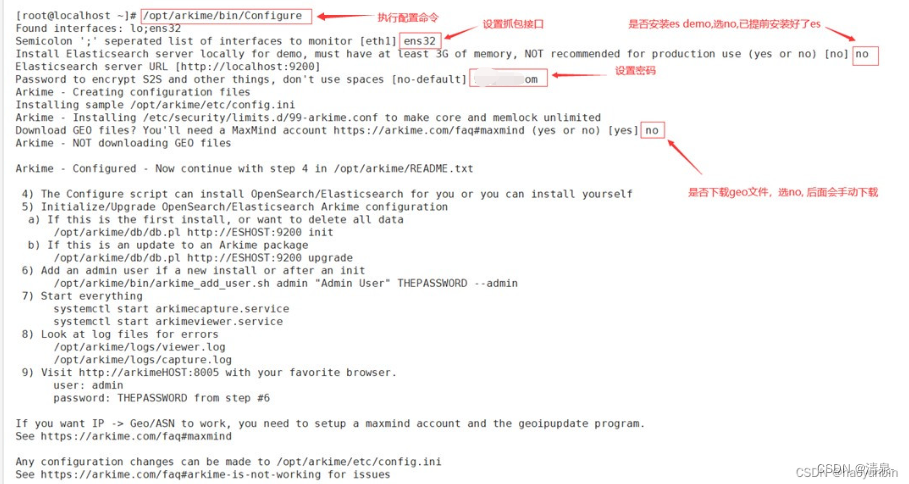 [root@localhost ~]# /opt/arkime/bin/Configure 执行配置命令
Found interfaces: lo;ens32 设置抓包接口 是否安装es demo,选no,已提前安装好了es
Semicolon ';' seperated list of interfaces to monitor [eth1] ens32
Install Elasticsearch server locally for demo, must have at least 3G of memory, NOT recommended for production use (yes or no) [no] no
Elasticsearch server URL [http://localhost:9200]
Password to encrypt S2S and other things, don't use spaces [no-default] om 设置密码
Arkime - Creating configuration files
Installing sample /opt/arkime/etc/config.ini
Arkime - Installing /etc/security/limits.d/99-arkime.conf to make core and memlock unlimited
Download GEO files? You'll need a MaxMind account https://arkime.com/faq#maxmind (yes or no) [yes] no
Arkime - NOT downloading GEO files
Arkime - Configured - Now continue with step 4 in /opt/arkime/README.txt
是否下载geo文件，选no, 后面会手动下载
4) The Configure script can install OpenSearch/Elasticsearch for you or you can install yourself
5) Initialize/Upgrade OpenSearch/Elasticsearch Arkime configuration
a) If this is the first install, or want to delete all data
/opt/arkime/db/db.pl http://ESHOST:9200 init
b) If this is an update to an Arkime package
/opt/arkime/db/db.pl http://ESHOST:9200 upgrade
6) Add an admin user if a new install or after an init
/opt/arkime/bin/arkime_add_user.sh admin "Admin User" THEPASSWORD --admin
7) Start everything
systemctl start arkimecapture.service
systemctl start arkimeviewer.service
8) Look at log files for errors
/opt/arkime/logs/viewer.log
/opt/arkime/logs/capture.log
9) Visit http://arkimeHOST:8005 with your favorite browser.
user: admin
password: THEPASSWORD from step #6
If you want IP -> Geo/ASN to work, you need to setup a maxmind account and the geoipupdate program.
See https://arkime.com/faq#maxmind
Any configuration changes can be made to /opt/arkime/etc/config.ini
See https://arkime.com/faq#arkime-is-not-working for issues
CSDN @清泉、